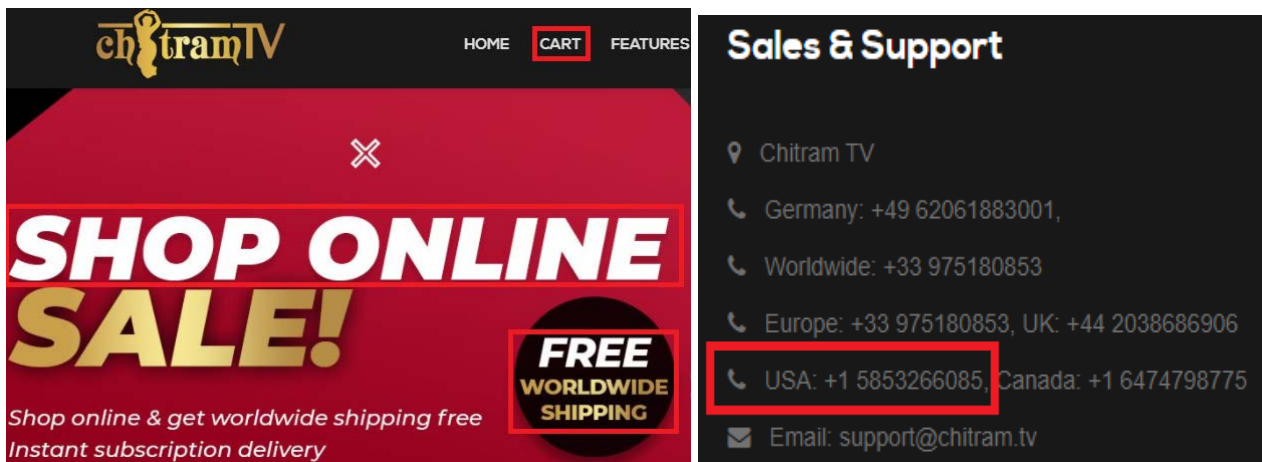 chitramTV
HOME CART FEATURES
SHOP ONLINE
SALE!
FREE
WORLDWIDE
SHIPPING
Shop online & get worldwide shipping free
Instant subscription delivery
Sales & Support
Chitram TV
Germany: +49 62061883001,
Worldwide: +33 975180853
Europe: +33 975180853, UK: +44 2038686906
USA: +1 5853266085, Canada: +1 6474798775
Email: support@chitram.tv